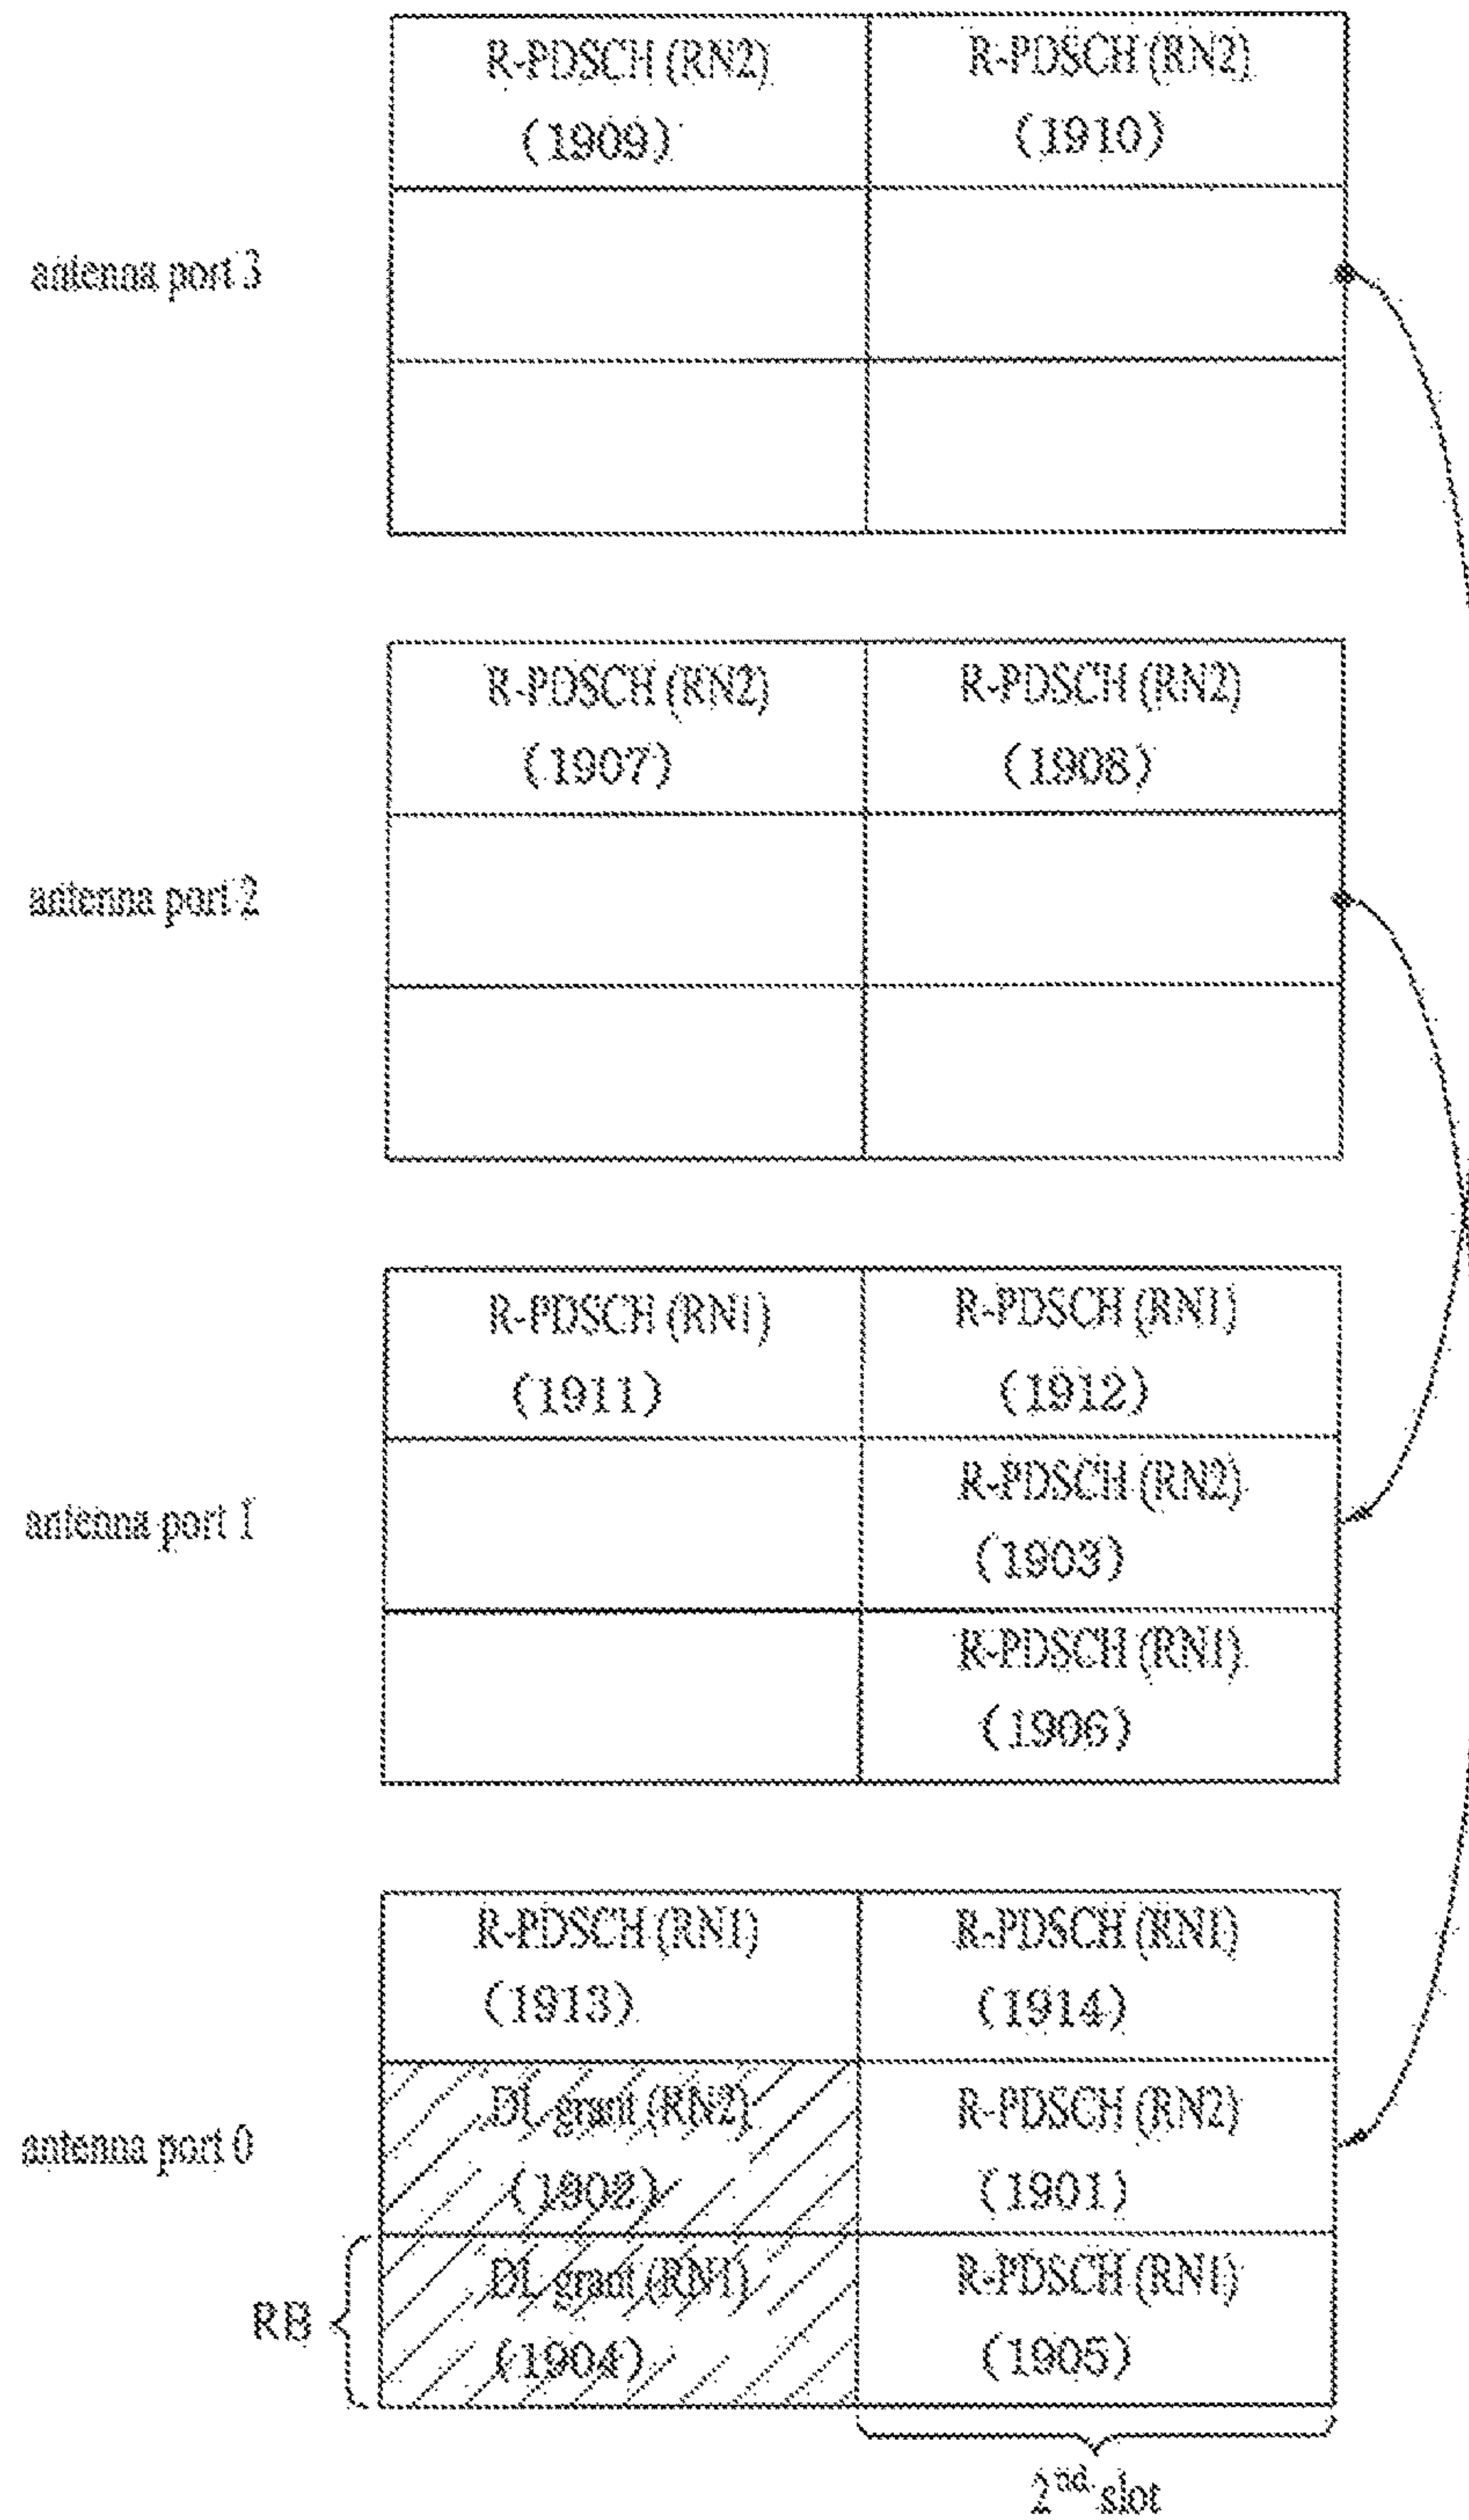 R-PDSCH (RN2) R-PDSCH (RN2)
(1909) (1910)
antenna port 3
R-PDSCH (RN2) R-PDSCH (RN2)
(1907) (1908)
antenna port 2
R-PDSCH (RN1) R-PDSCH (RN1)
(1911) (1912)
R-PDSCH (RN2)
antenna port 1
(1903)
R-PDSCH (RN1)
(1906)
R-PDSCH (RN1) R-PDSCH (RN1)
(1913) (1914)
DL grant (RN2) R-PDSCH (RN2)
antenna port 0
(1902) (1901)
DL grant (RN1) R-PDSCH (RN1)
RB
(1904) (1905)
2nd slot